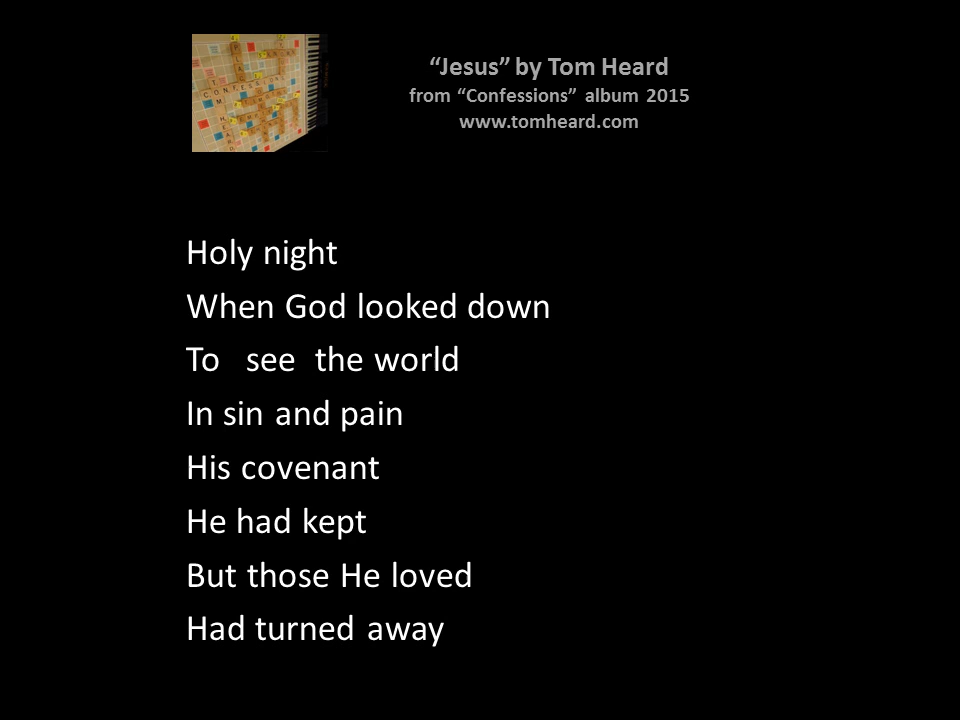 “Jesus” by Tom Heard
from “Confessions” album 2015
www.tomheard.com
CONFESSIONS
Holy night
When God looked down
To see the world
In sin and pain
His covenant
He had kept
But those He loved
Had turned away